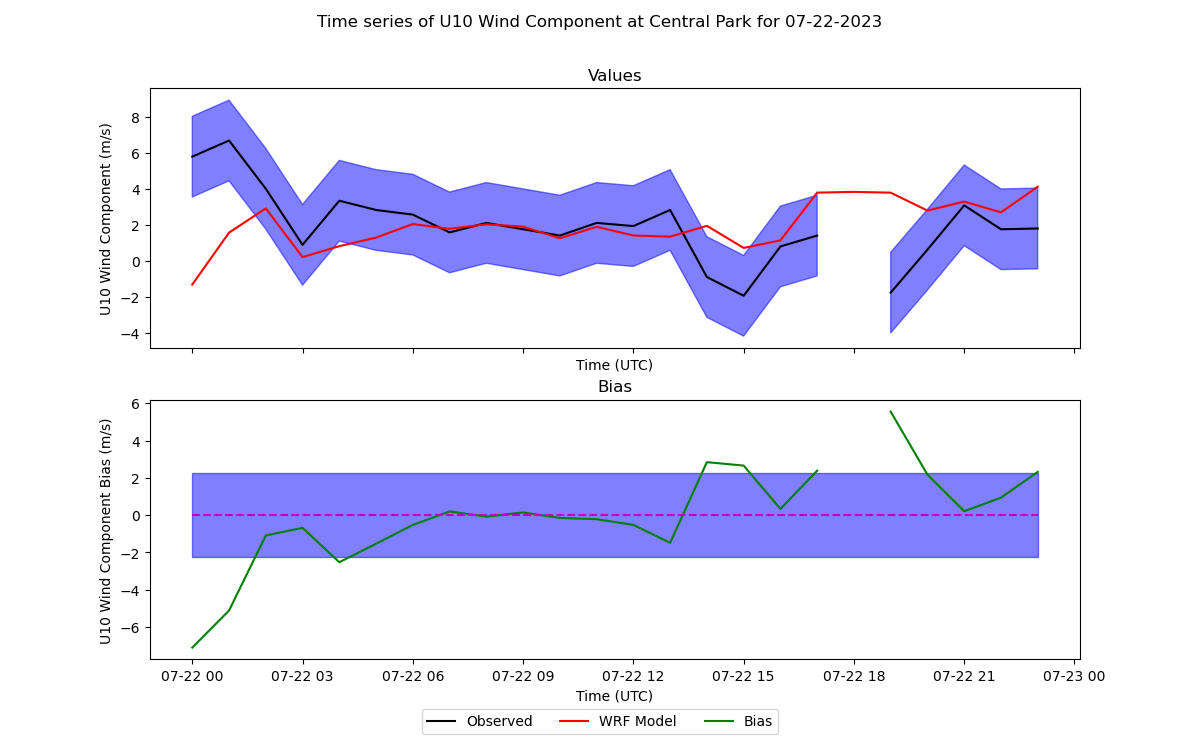 Time series of U10 Wind Component at Central Park for 07-22-2023
Values
U10 Wind Component (m/s)
8
6
4
2
0
−2
−4
Time (UTC)
Bias
U10 Wind Component Bias (m/s)
6
4
2
0
−2
−4
−6
07-22 00 07-22 03 07-22 06 07-22 09 07-22 12 07-22 15 07-22 18 07-22 21 07-23 00
Time (UTC)
Observed WRF Model Bias